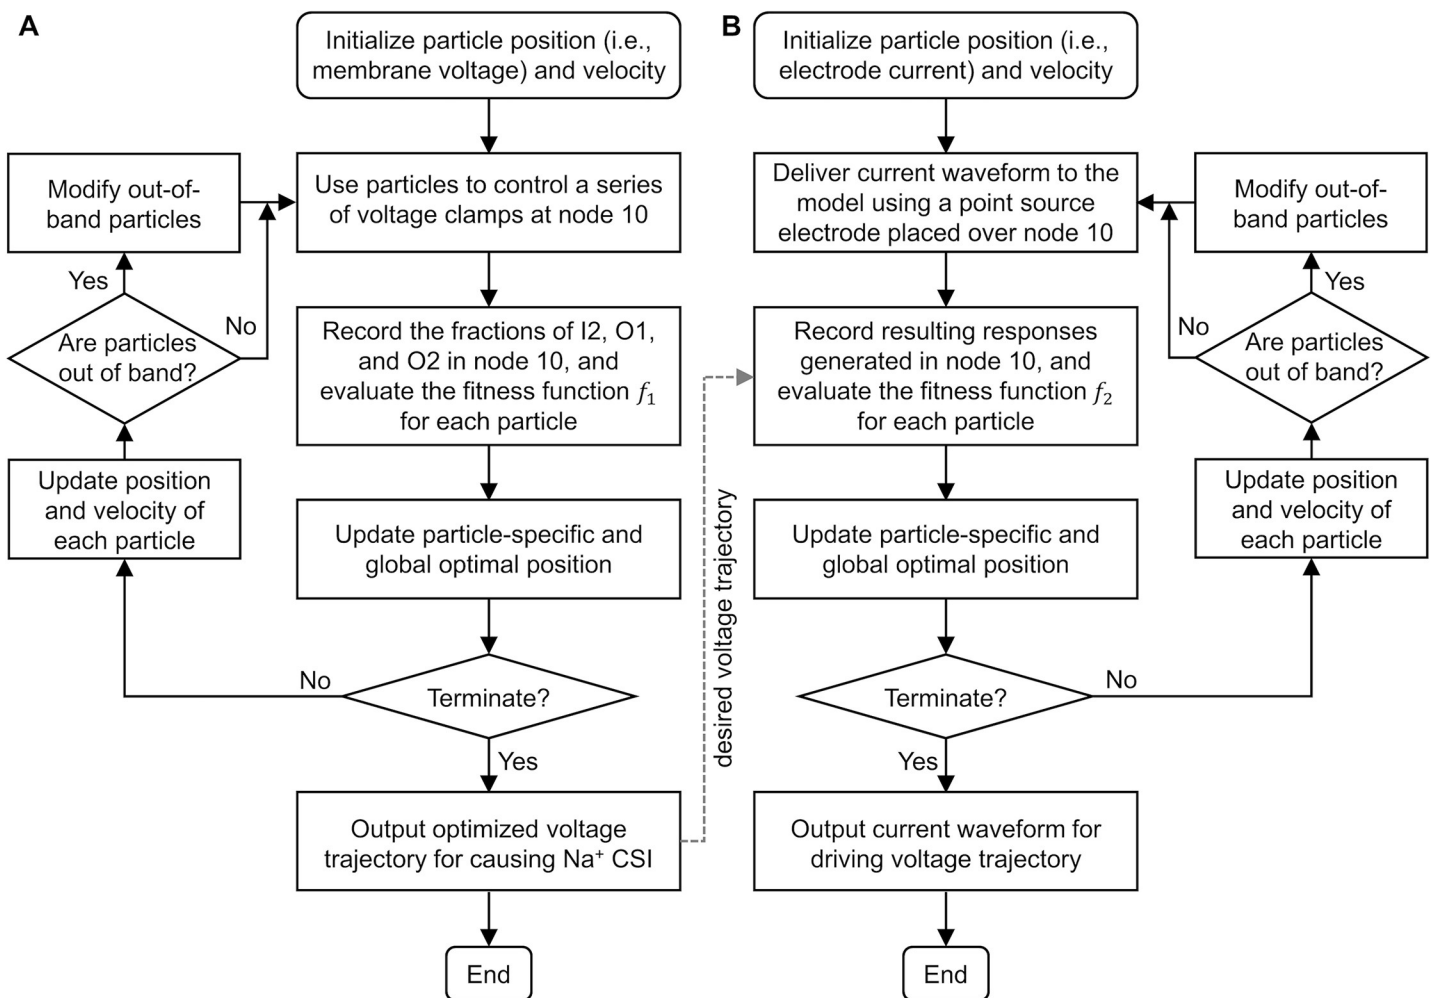 A
Initialize particle position (i.e.,
membrane voltage) and velocity
Modify out-of-
band particles
Use particles to control a series
of voltage clamps at node 10
Yes
No
Are particles
out of band?
Record the fractions of I2, O1,
and O2 in node 10, and
evaluate the fitness function f₁
for each particle
Update position
and velocity of
each particle
Update particle-specific and
global optimal position
No
Terminate?
Yes
Output optimized voltage
trajectory for causing Na⁺ CSI
End
desired voltage trajectory
B
Initialize particle position (i.e.,
electrode current) and velocity
Deliver current waveform to the
model using a point source
electrode placed over node 10
Modify out-of-
band particles
Yes
No
Are particles
out of band?
Record resulting responses
generated in node 10, and
evaluate the fitness function f₂
for each particle
Update position
and velocity of
each particle
Update particle-specific and
global optimal position
Terminate?
No
Yes
Output current waveform for
driving voltage trajectory
End